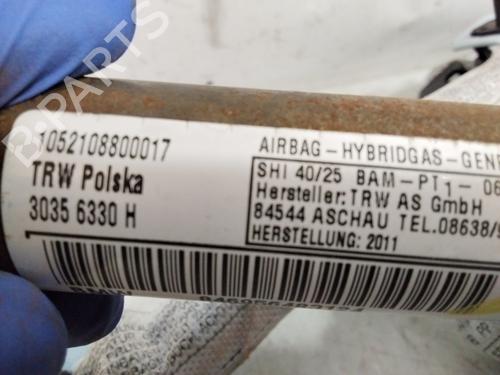 1052108800017
TRW Polska
3035 6330 H
AIRBAG-HYBRIDGAS-GENE
SHI 40/25 BAM-PT1-06
Hersteller:TRW AS GmbH
84544 ASCHAU TEL.08638/9
HERSTELLUNG: 2011
B-PARTS